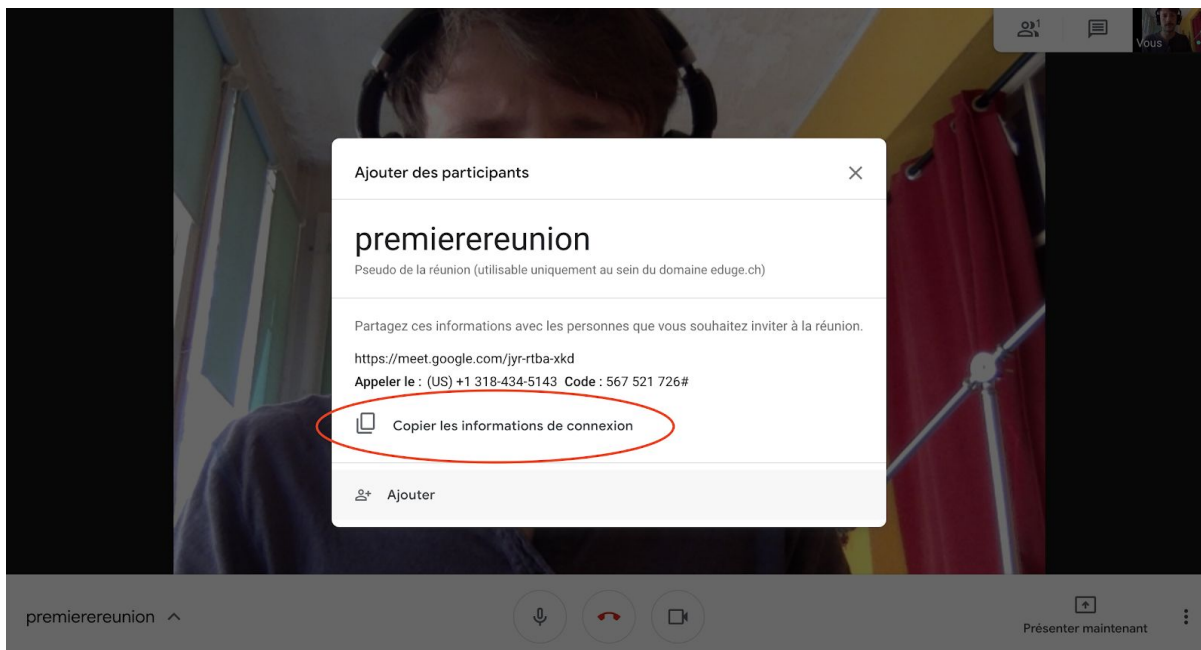 1
Vous
Ajouter des participants
premierereunion
Pseudo de la réunion (utilisable uniquement au sein du domaine eduge.ch)
Partagez ces informations avec les personnes que vous souhaitez inviter à la réunion.
https://meet.google.com/jyr-rtba-xkd
Appeler le : (US) +1 318-434-5143 Code : 567 521 726#
Copier les informations de connexion
Ajouter
premierereunion
Présenter maintenant